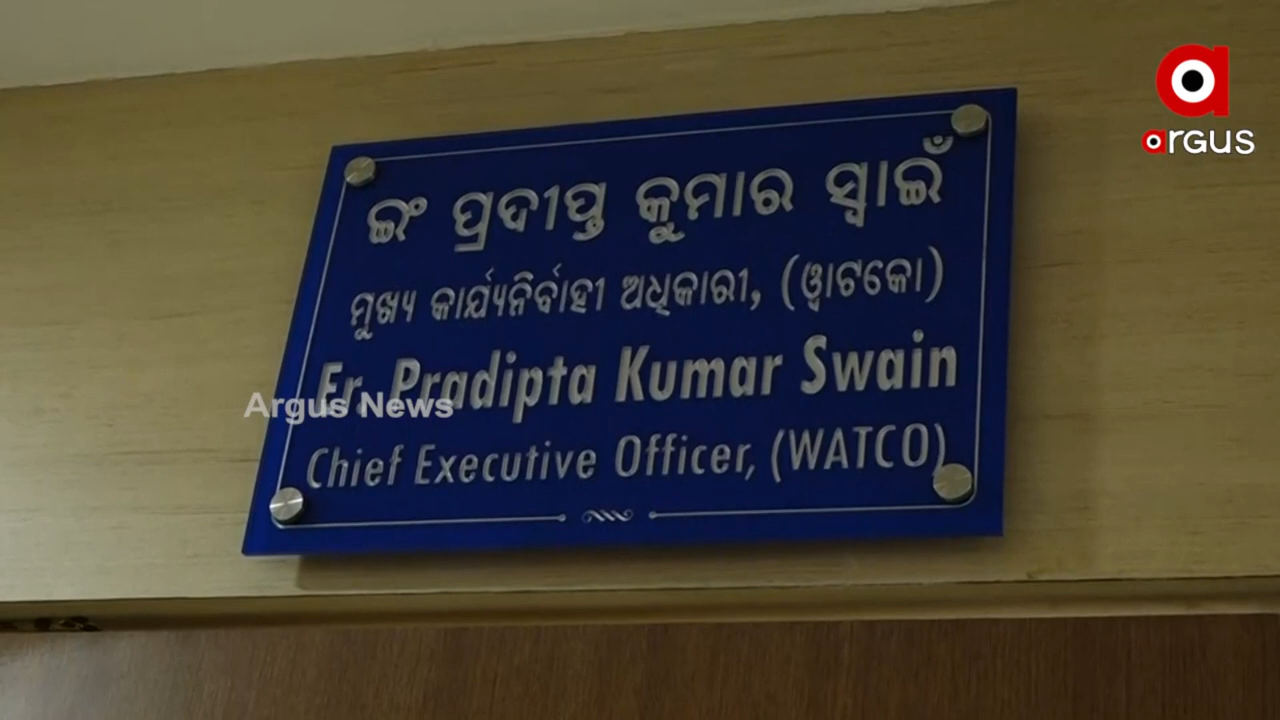 ଇଂ ପ୍ରଦୀପ୍ତ କୁମାର ସ୍ୱାଇଁ
ମୁଖ୍ୟ କାର୍ଯ୍ୟନିର୍ବାହୀ ଅଧିକାରୀ, (ୱାଟକୋ)
Er. Pradipta Kumar Swain
Chief Executive Officer, (WATCO)
Argus News
argus